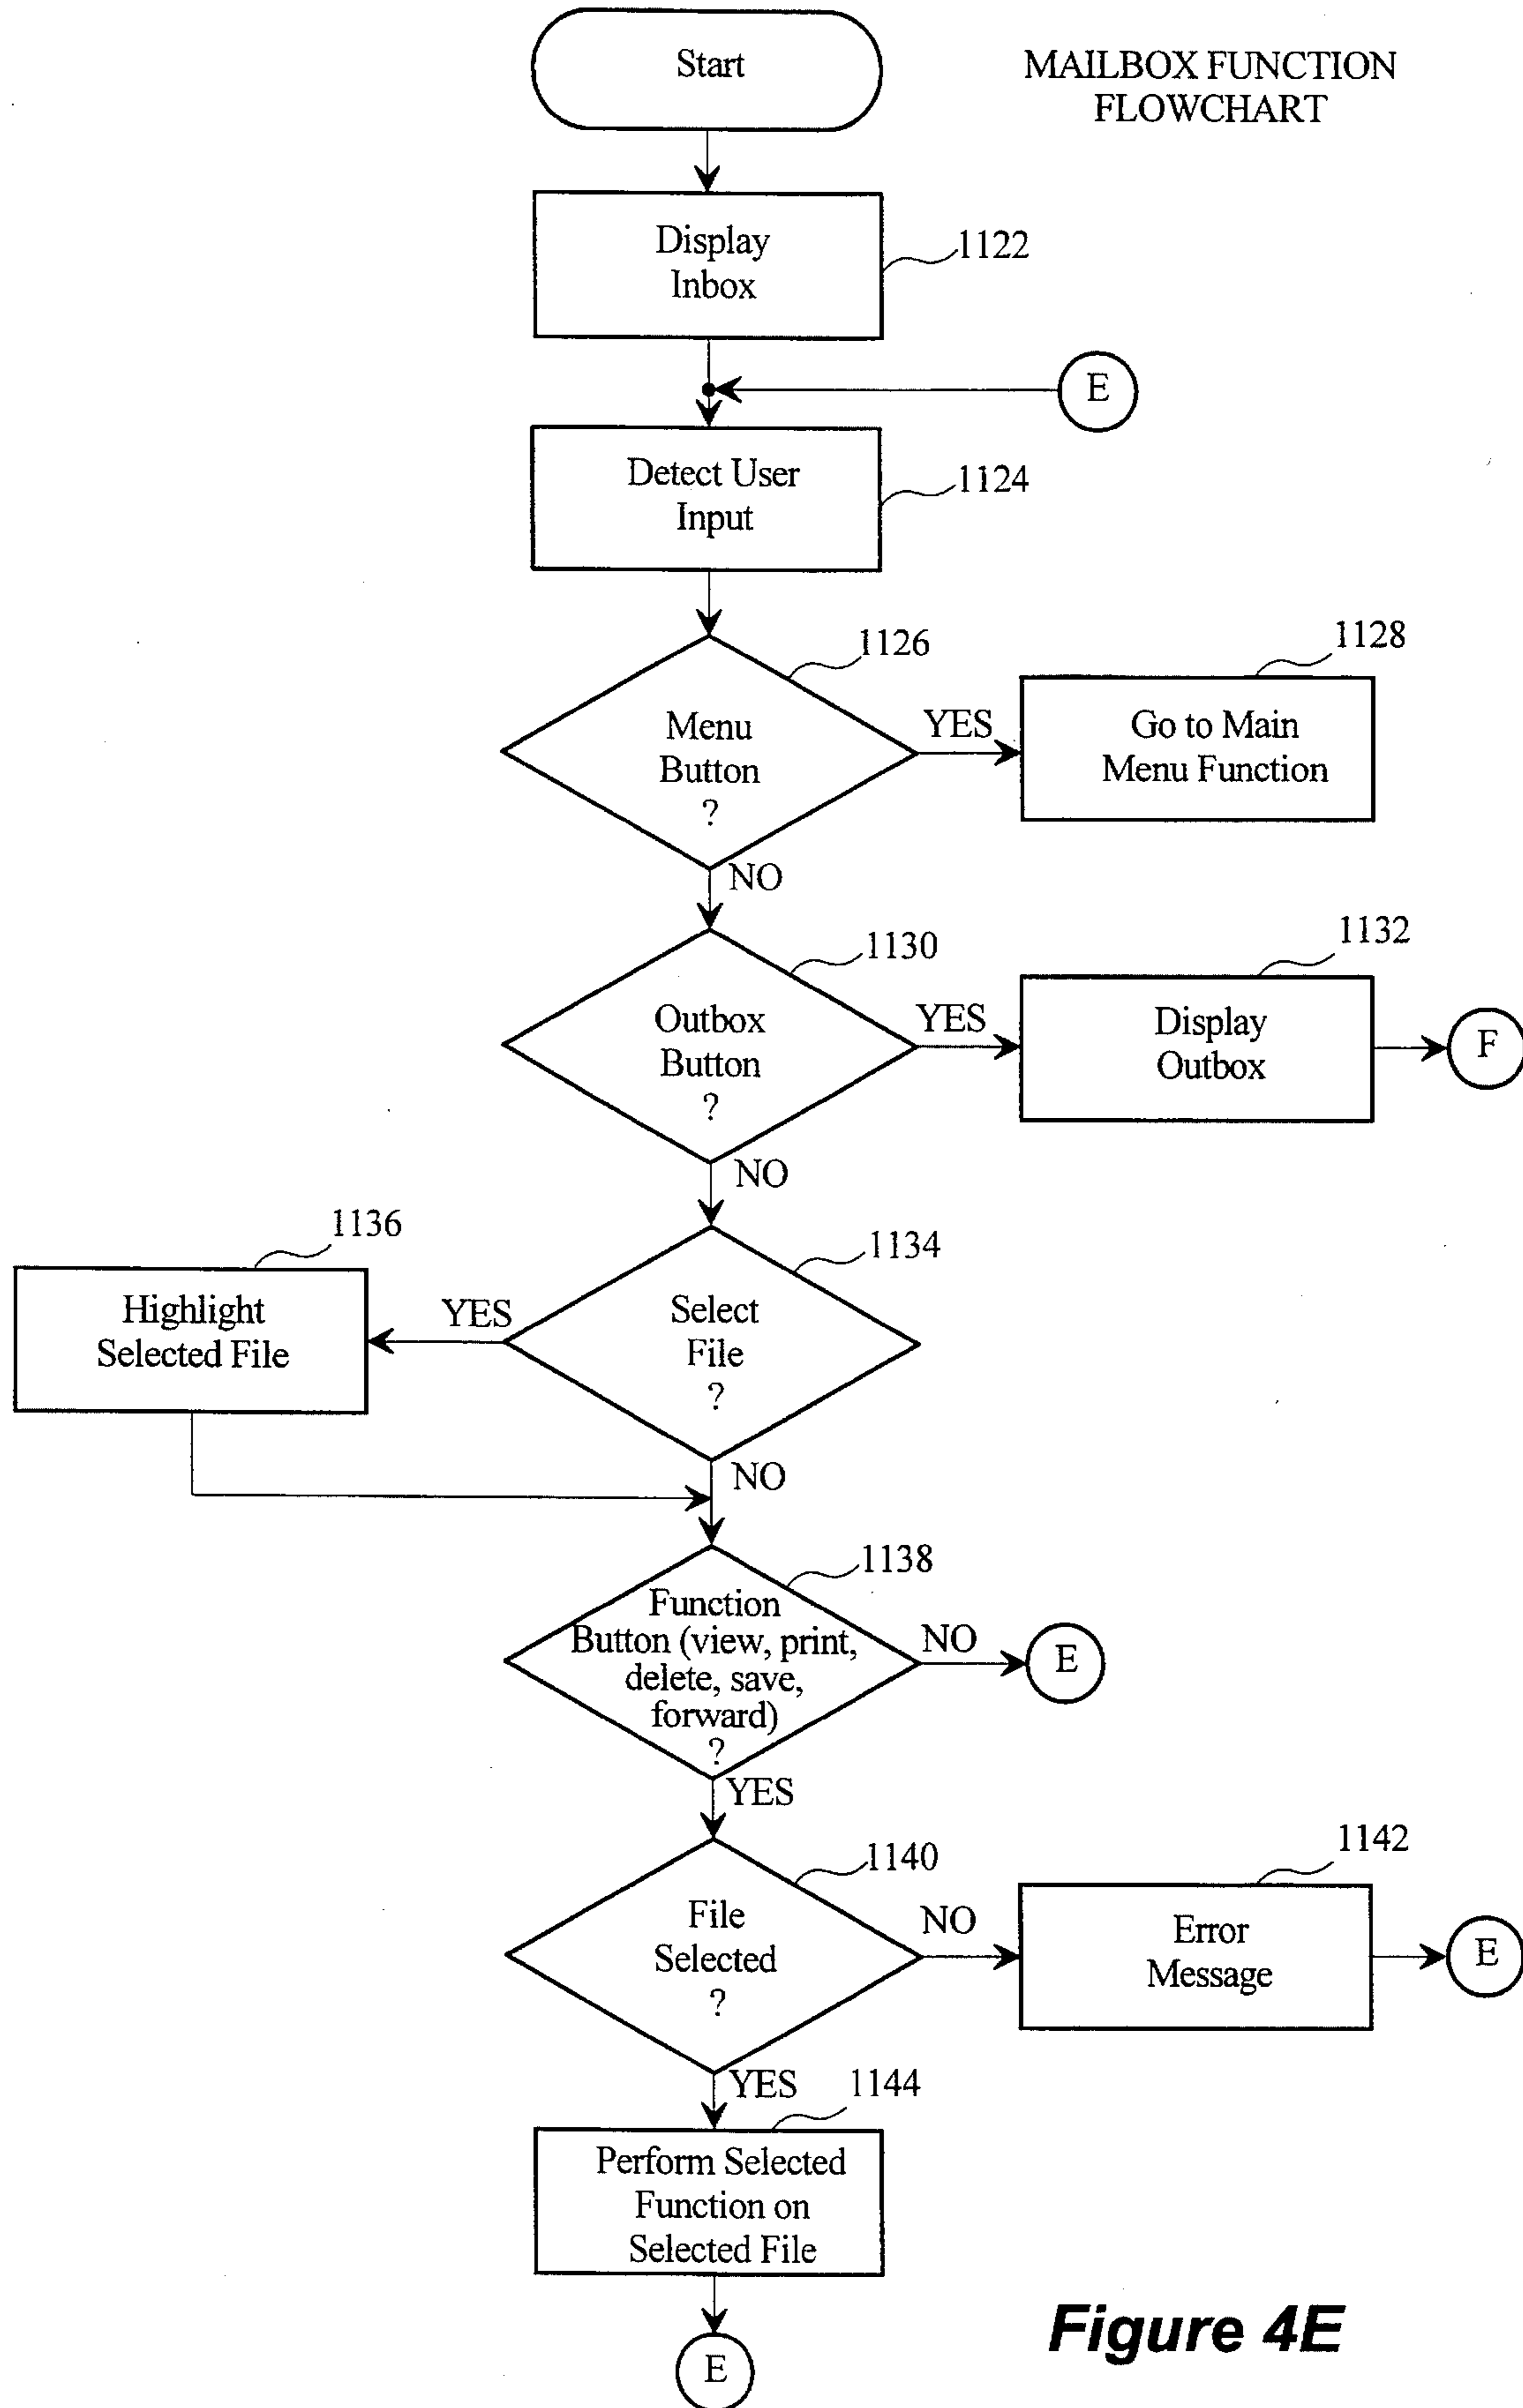 Start
MAILBOX FUNCTION
FLOWCHART
Display
Inbox
1122
E
Detect User
Input
1124
1126
Menu
Button
?
YES
1128
Go to Main
Menu Function
NO
1130
Outbox
Button
?
YES
1132
Display
Outbox
F
NO
1136
Highlight
Selected File
YES
1134
Select
File
?
NO
1138
Function
Button (view, print,
delete, save,
forward)
?
NO
E
YES
1140
File
Selected
?
NO
1142
Error
Message
E
YES
1144
Perform Selected
Function on
Selected File
E
Figure 4E